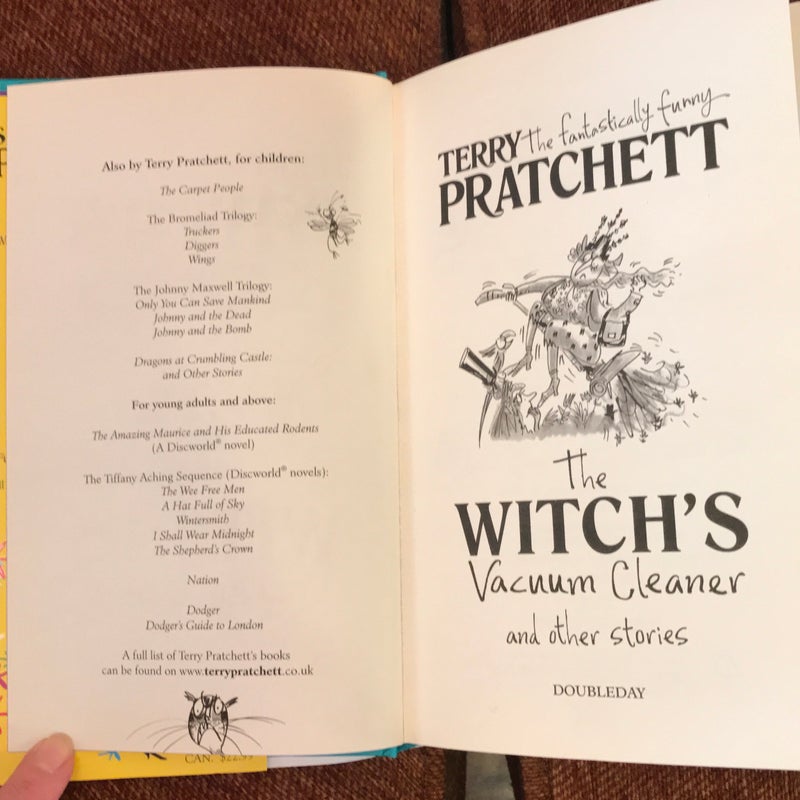 Also by Terry Pratchett, for children:
The Carpet People
The Bromeliad Trilogy:
Truckers
Diggers
Wings
The Johnny Maxwell Trilogy:
Only You Can Save Mankind
Johnny and the Dead
Johnny and the Bomb
Dragons at Crumbling Castle:
and Other Stories
For young adults and above:
The Amazing Maurice and His Educated Rodents
(A Discworld® novel)
The Tiffany Aching Sequence (Discworld® novels):
The Wee Free Men
A Hat Full of Sky
Wintersmith
I Shall Wear Midnight
The Shepherd's Crown
Nation
Dodger
Dodger's Guide to London
A full list of Terry Pratchett's books
can be found on www.terrypratchett.co.uk
CAN.
TERRY the fantastically funny
PRATCHETT
The
WITCH'S
Vacuum Cleaner
and other stories
DOUBLEDAY